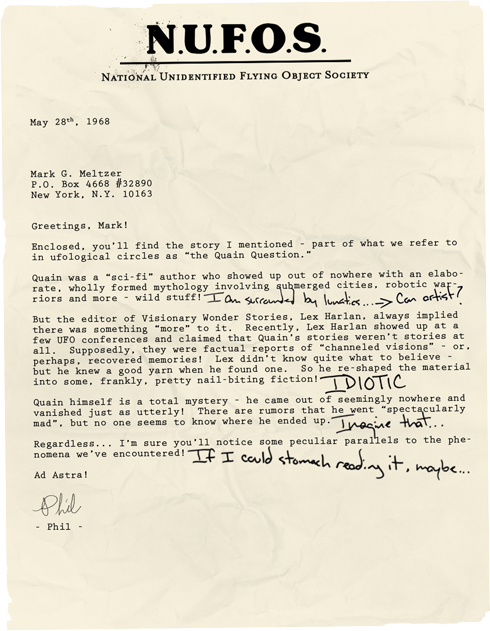 N.U.F.O.S.
National Unidentified Flying Object Society
May 28th, 1968
Mark G. Meltzer
P.O. Box 4668 #32890
New York, N.Y. 10163
Greetings, Mark!
Enclosed, you'll find the story I mentioned - part of what we refer to
in ufological circles as "the Quain Question."
Quain was a "sci-fi" author who showed up out of nowhere with an elabo-
rate, wholly formed mythology involving submerged cities, robotic war-
riors and more - wild stuff! I am surrounded by lunatics...→ Con artist?
But the editor of Visionary Wonder Stories, Lex Harlan, always implied
there was something "more" to it. Recently, Lex Harlan showed up at a
few UFO conferences and claimed that Quain's stories weren't stories at
all. Supposedly, they were factual reports of "channeled visions" - or,
perhaps, recovered memories! Lex didn't know quite what to believe -
but he knew a good yarn when he found one. So he re-shaped the material
into some, frankly, pretty nail-biting fiction! IDIOTIC
Quain himself is a total mystery - he came out of seemingly nowhere and
vanished just as utterly! There are rumors that he went "spectacularly
mad", but no one seems to know where he ended up. Imagine that...
Regardless... I'm sure you'll notice some peculiar parallels to the phe-
nomena we've encountered! If I could stomach reading it, maybe...
Ad Astra!
Phil
- Phil -